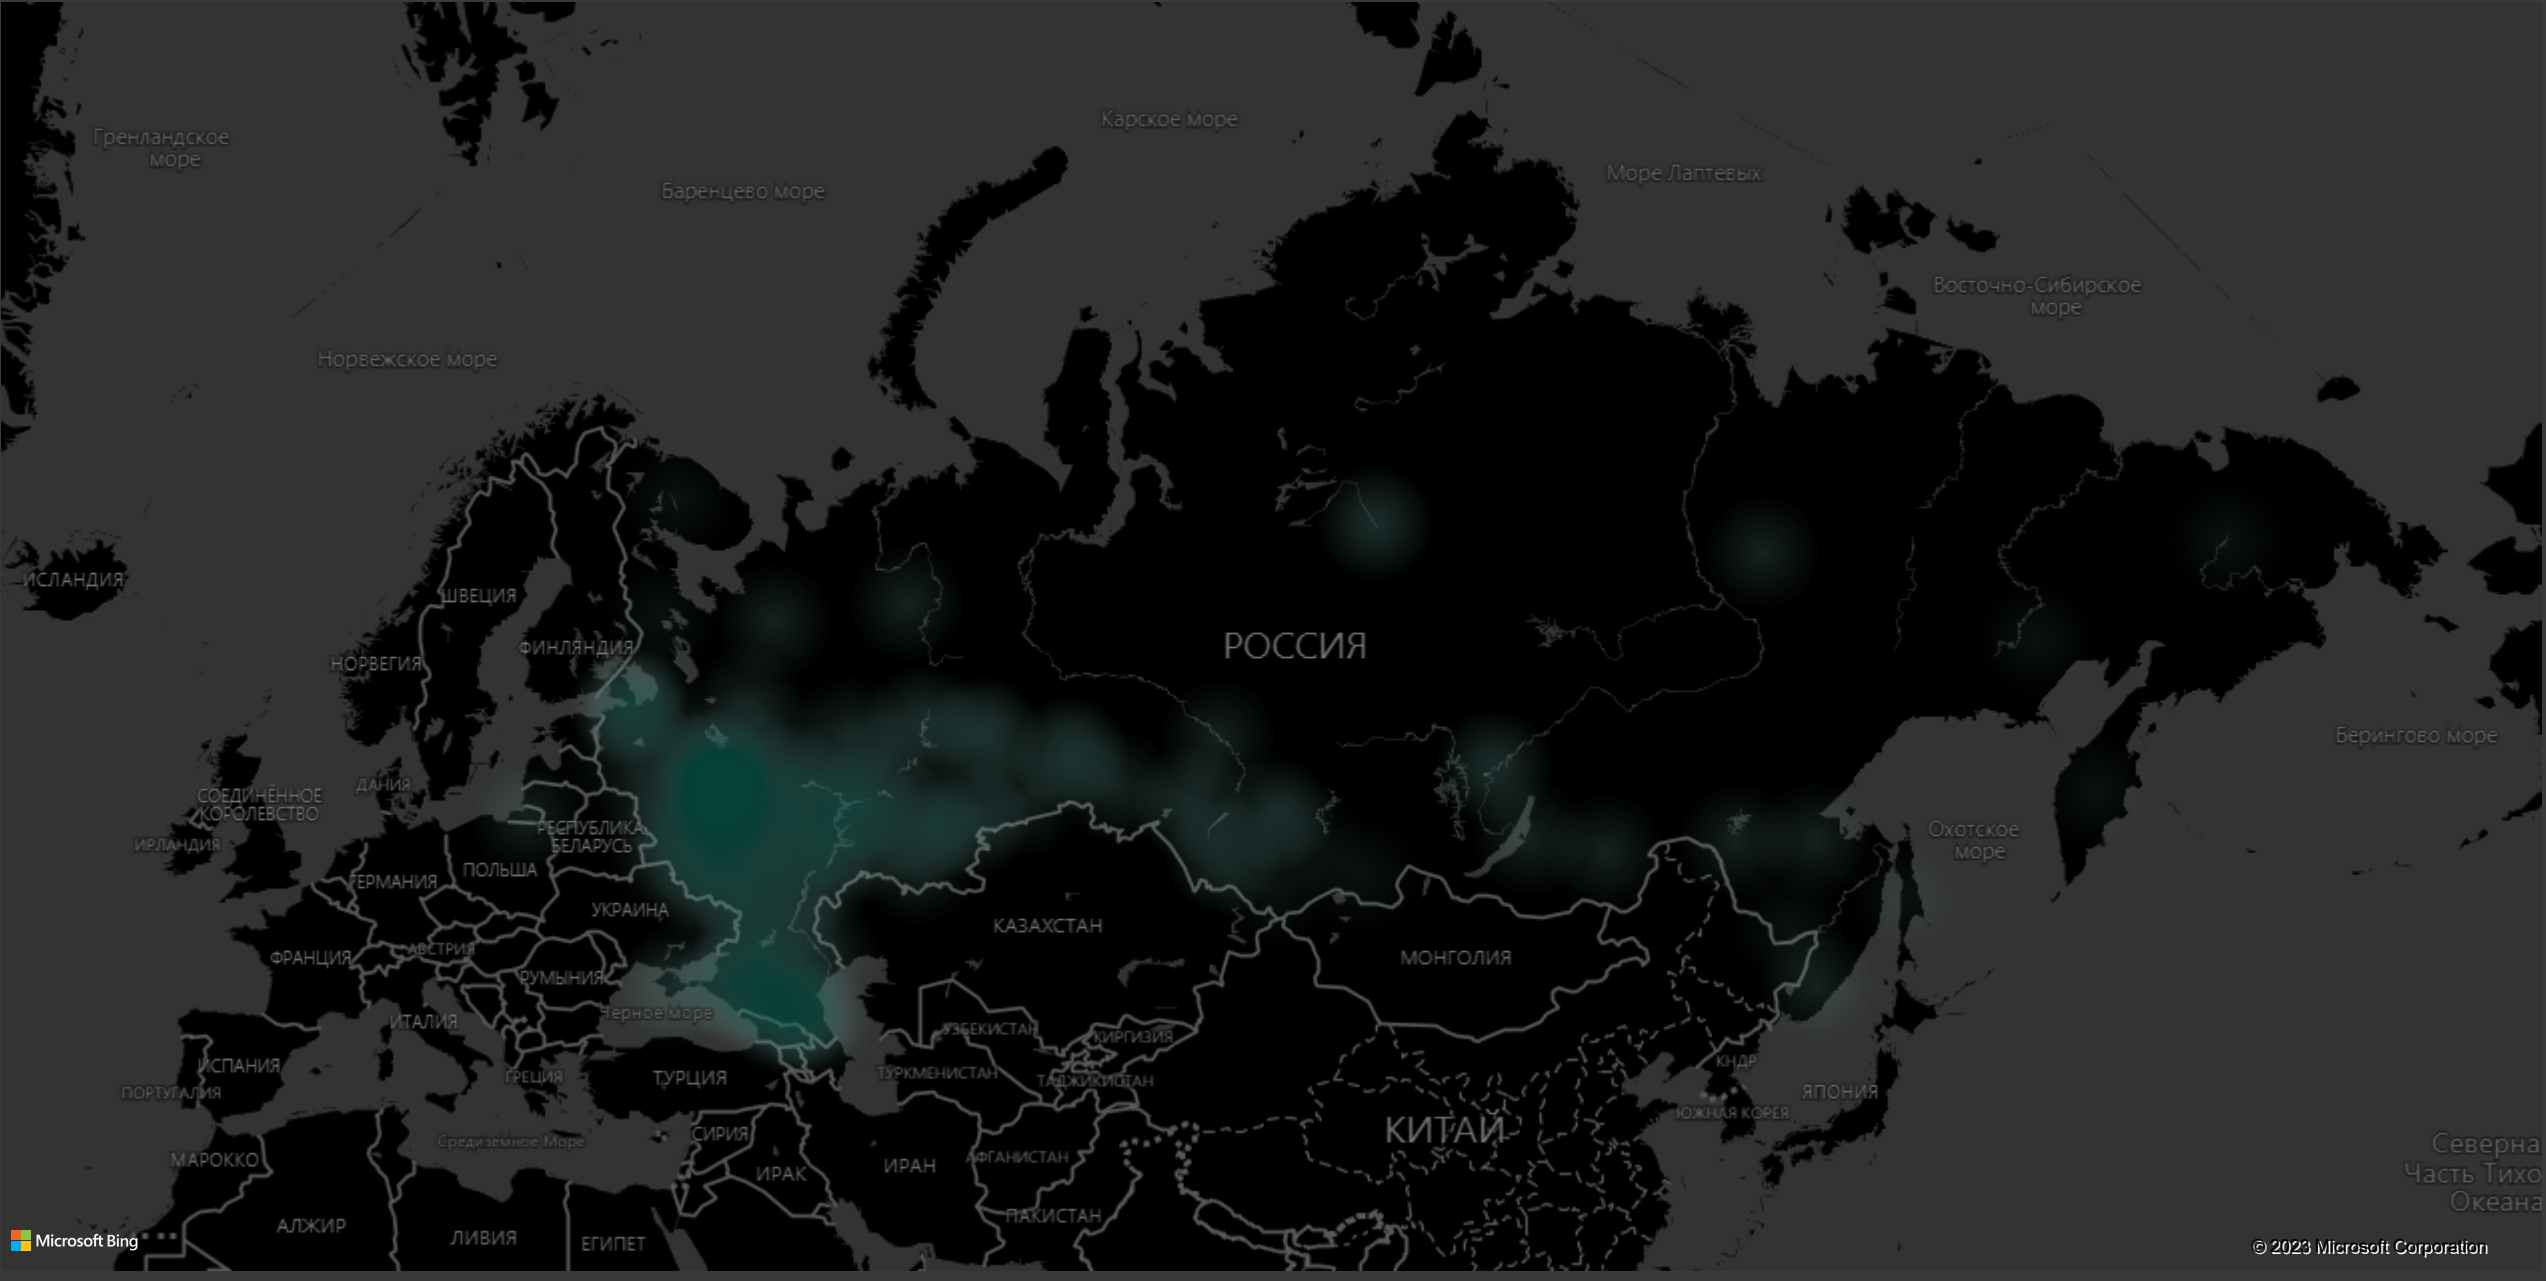 Карское море
Гренландское
море
Море Лаптевых
Баренцево море
Восточно-Сибирское
море
Норвежское море
ИСЛАНДИЯ
ШВЕЦИЯ
ФИНЛЯНДИЯ
РОССИЯ
НОРВЕГИЯ
Берингово море
ДАНИЯ
СОЕДИНЁННОЕ
КОРОЛЕВСТВО
РЕСПУБЛИКА
БЕЛАРУСЬ
Охотское
море
ИРЛАНДИЯ
ПОЛЬША
ГЕРМАНИЯ
УКРАИНА
КАЗАХСТАН
АВСТРИЯ
ФРАНЦИЯ
МОНГОЛИЯ
РУМЫНИЯ
Черное море
ИТАЛИЯ
УЗБЕКИСТАН
КИРГИЗИЯ
ИСПАНИЯ
КНДР
ПОРТУГАЛИЯ
ГРЕЦИЯ
ТУРЦИЯ
ТУРКМЕНИСТАН
ТАДЖИКИСТАН
ЯПОНИЯ
ЮЖНАЯ КОРЕЯ
Средиземное Море
СИРИЯ
КИТАЙ
МАРОККО
ИРАК
ИРАН
АФГАНИСТАН
Северна
Часть Тихо
Океана
АЛЖИР
ЛИВИЯ
ЕГИПЕТ
ПАКИСТАН
Microsoft Bing
© 2023 Microsoft Corporation